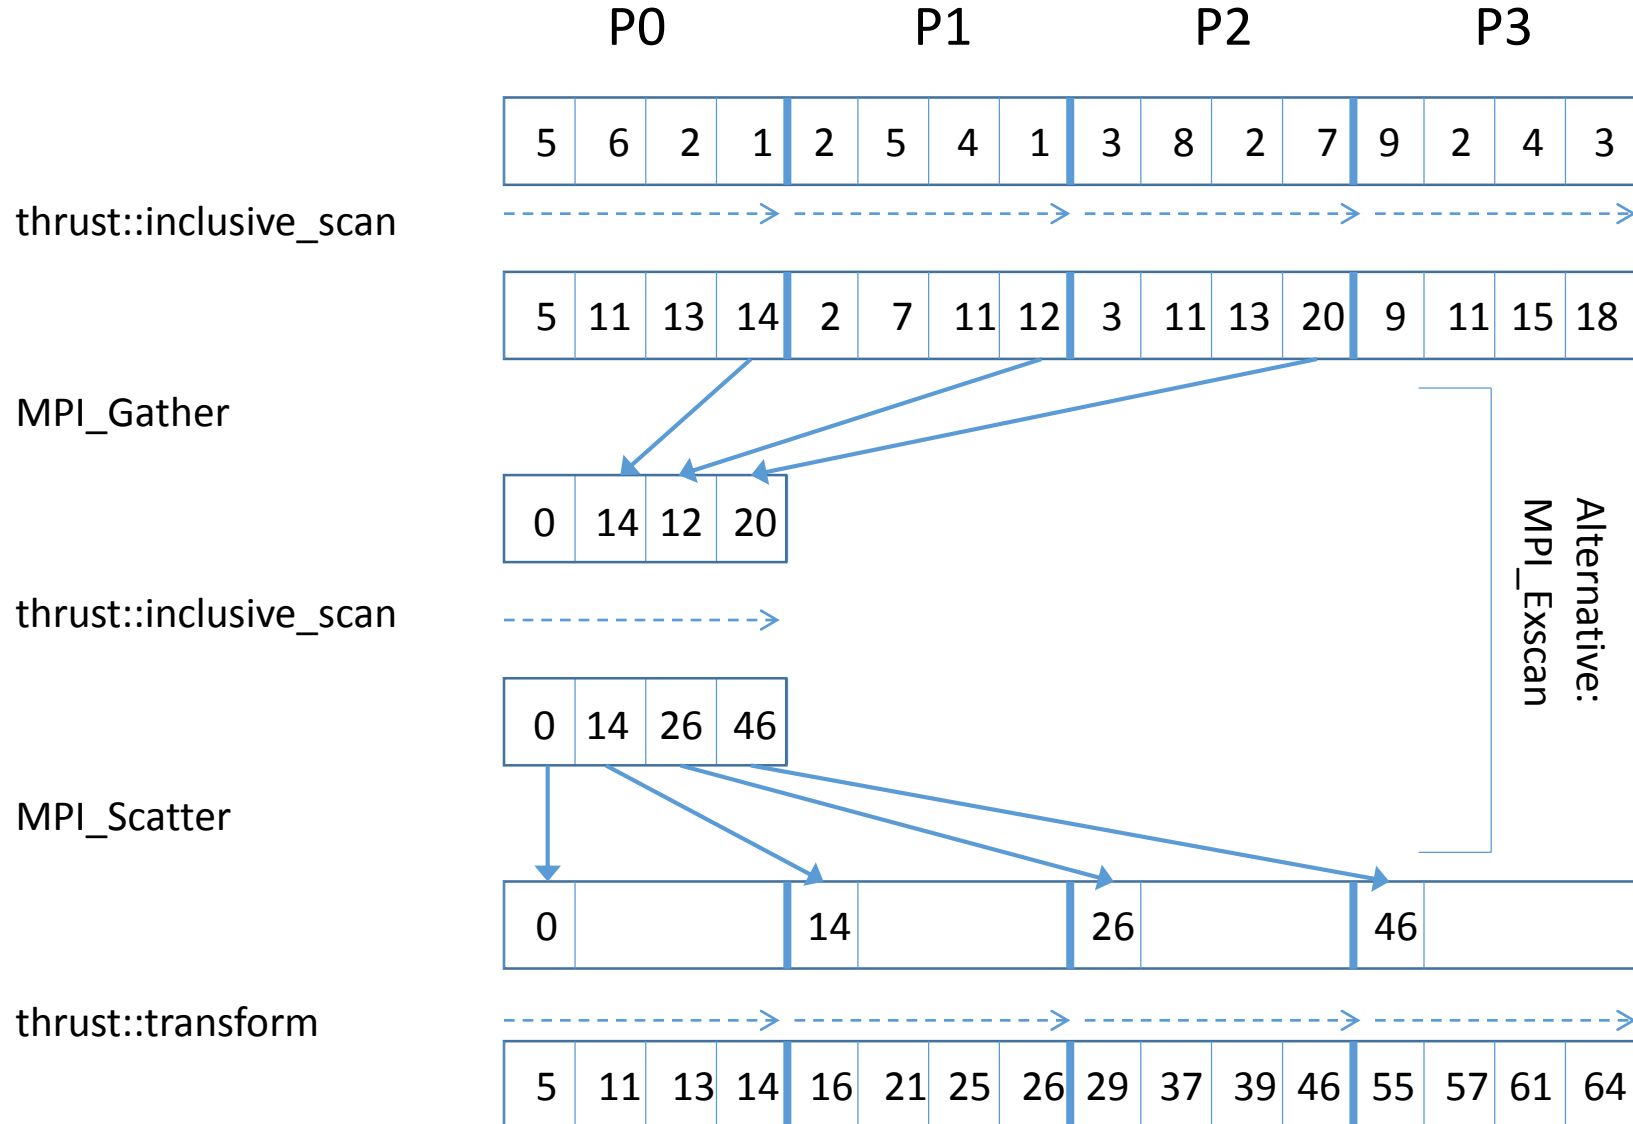 P0 P1 P2 P3
5 6 2 1 2 5 4 1 3 8 2 7 9 2 4 3
thrust::inclusive_scan
5 11 13 14 2 7 11 12 3 11 13 20 9 11 15 18
MPI_Gather
0 14 12 20
thrust::inclusive_scan
0 14 26 46
Alternative:
MPI_Exscan
MPI_Scatter
0 14 26 46
thrust::transform
5 11 13 14 16 21 25 26 29 37 39 46 55 57 61 64